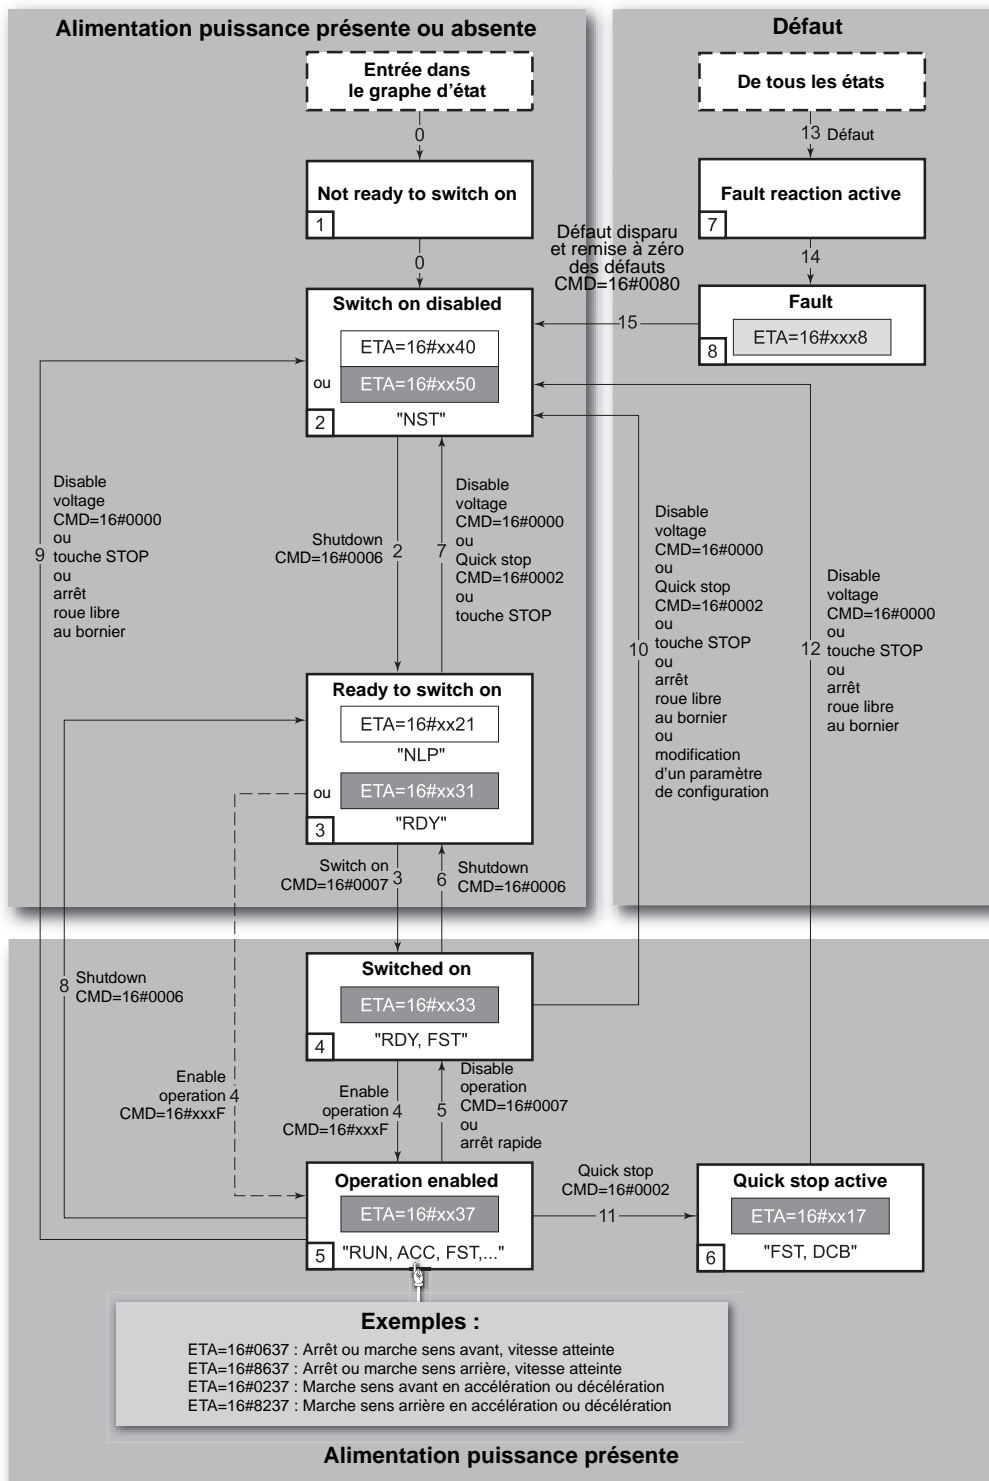 Alimentation puissance présente ou absente
Défaut
Entrée dans
le graphe d'état
De tous les états
0
13 Défaut
Not ready to switch on
1
Fault reaction active
7
0
14
Défaut disparu
et remise à zéro
des défauts
CMD=16#0080
15
Switch on disabled
ETA=16#xx40
ou
ETA=16#xx50
2
"NST"
Fault
ETA=16#xxx8
8
9
Disable
voltage
CMD=16#0000
ou
touche STOP
ou
arrêt
roue libre
au bornier
Shutdown
CMD=16#0006
2
7
Disable
voltage
CMD=16#0000
ou
Quick stop
CMD=16#0002
ou
touche STOP
10
Disable
voltage
CMD=16#0000
ou
Quick stop
CMD=16#0002
ou
touche STOP
ou
arrêt
roue libre
au bornier
ou
modification
d'un paramètre
de configuration
12
Disable
voltage
CMD=16#0000
ou
touche STOP
ou
arrêt
roue libre
au bornier
Ready to switch on
ETA=16#xx21
"NLP"
ou
ETA=16#xx31
3
"RDY"
Switch on
CMD=16#0007
3
6
Shutdown
CMD=16#0006
8
Shutdown
CMD=16#0006
Switched on
ETA=16#xx33
4
"RDY, FST"
Enable
operation
CMD=16#xxxF
4
Enable
operation
CMD=16#xxxF
4
5
Disable
operation
CMD=16#0007
ou
arrêt rapide
Operation enabled
ETA=16#xx37
5
"RUN, ACC, FST,..."
Quick stop
CMD=16#0002
11
Quick stop active
ETA=16#xx17
6
"FST, DCB"
Exemples :
ETA=16#0637 : Arrêt ou marche sens avant, vitesse atteinte
ETA=16#8637 : Arrêt ou marche sens arrière, vitesse atteinte
ETA=16#0237 : Marche sens avant en accélération ou décélération
ETA=16#8237 : Marche sens arrière en accélération ou décélération
Alimentation puissance présente